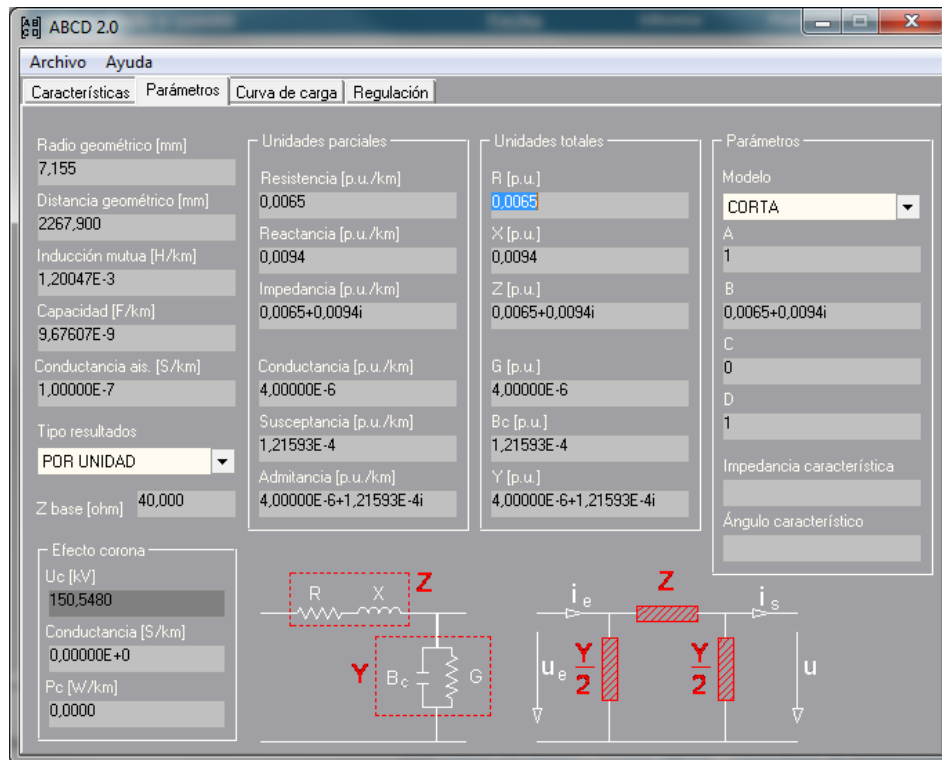 ABCD 2.0
Archivo Ayuda
Características Parámetros Curva de carga Regulación
Radio geométrico [mm]
7,155
Distancia geométrico [mm]
2267,900
Inducción mutua [H/km]
1,20047E-3
Capacidad [F/km]
9,67607E-9
Conductancia ais. [S/km]
1,00000E-7
Tipo resultados
POR UNIDAD
Z base [ohm] 40,000
Efecto corona
Uc [kV]
150,5480
Conductancia [S/km]
0,00000E+0
Pc [W/km]
0,0000
Unidades parciales
Resistencia [p.u./km]
0,0065
Reactancia [p.u./km]
0,0094
Impedancia [p.u./km]
0,0065+0,0094i
Conductancia [p.u./km]
4,00000E-6
Susceptancia [p.u./km]
1,21593E-4
Admitancia [p.u./km]
4,00000E-6+1,21593E-4i
Unidades totales
R [p.u.]
0,0065
X [p.u.]
0,0094
Z [p.u.]
0,0065+0,0094i
G [p.u.]
4,00000E-6
Bc [p.u.]
1,21593E-4
Y [p.u.]
4,00000E-6+1,21593E-4i
Parámetros
Modelo
CORTA
A
1
B
0,0065+0,0094i
C
0
D
1
Impedancia característica
Ángulo característico
R X Z
Y Bc G
ie Z is
ue Y/2 Y/2 u